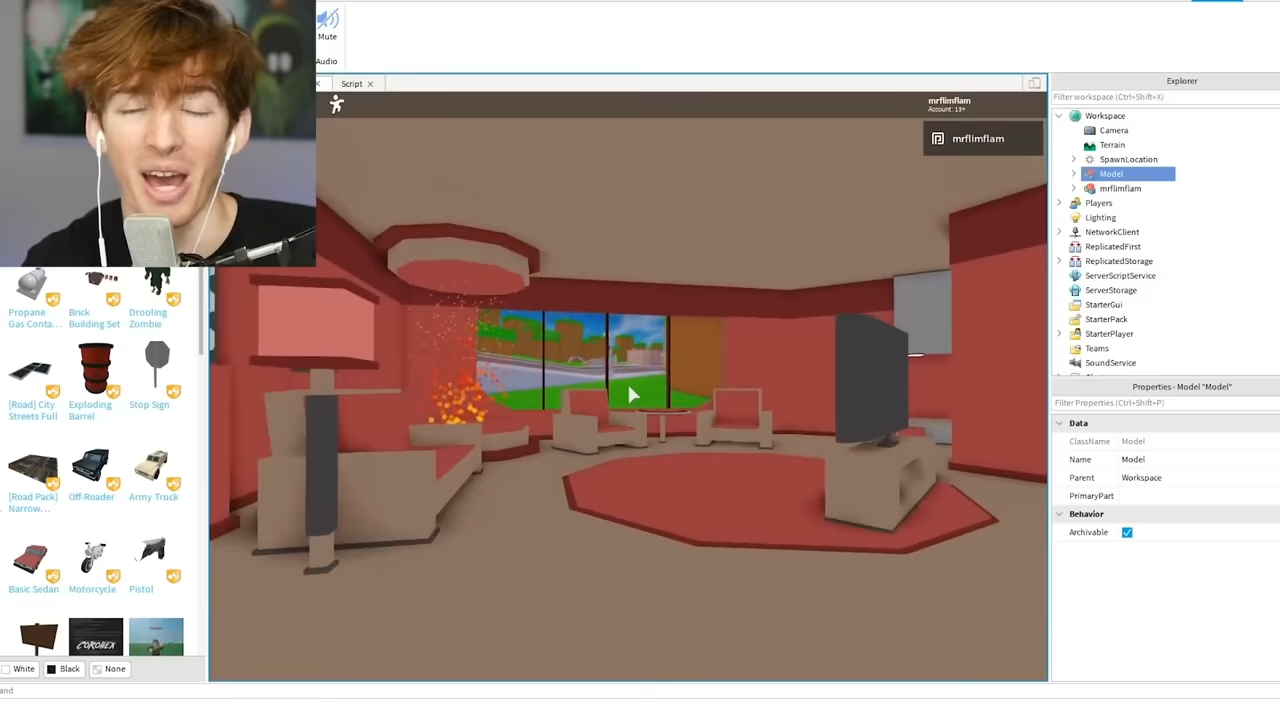 Mute
Audio
Script
mrflimflam
Account: 13+
mrflimflam
Propane
Gas Conta...
Brick
Building Set
Drooling
Zombie
[Road] City
Streets Full
Exploding
Barrel
Stop Sign
[Road Pack]
Narrow...
Off-Roader
Army Truck
Basic Sedan
Motorcycle
Pistol
White
Black
None
and
Explorer
Filter workspace (Ctrl+Shift+X)
Workspace
Camera
Terrain
SpawnLocation
Model
mrflimflam
Players
Lighting
NetworkClient
ReplicatedFirst
ReplicatedStorage
ServerScriptService
ServerStorage
StarterGui
StarterPack
StarterPlayer
Teams
SoundService
Properties - Model "Model"
Filter Properties (Ctrl+Shift+P)
Data
ClassName Model
Name Model
Parent Workspace
PrimaryPart
Behavior
Archivable